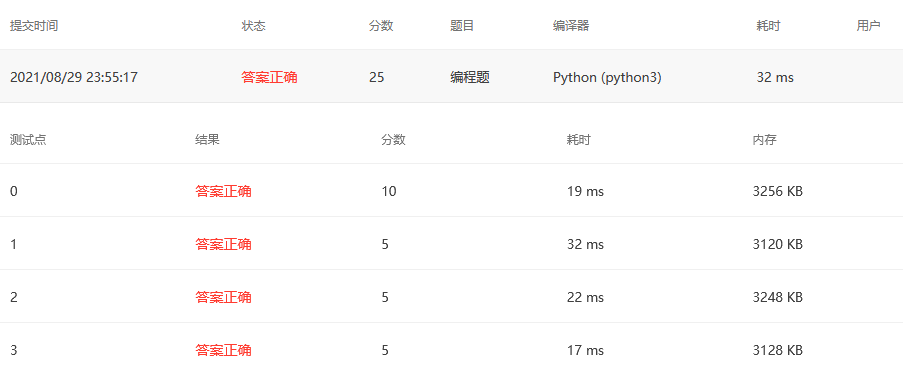 提交时间 状态 分数 题目 编译器 耗时 用户
2021/08/29 23:55:17 答案正确 25 编程题 Python (python3) 32 ms
测试点 结果 分数 耗时 内存
0 答案正确 10 19 ms 3256 KB
1 答案正确 5 32 ms 3120 KB
2 答案正确 5 22 ms 3248 KB
3 答案正确 5 17 ms 3128 KB